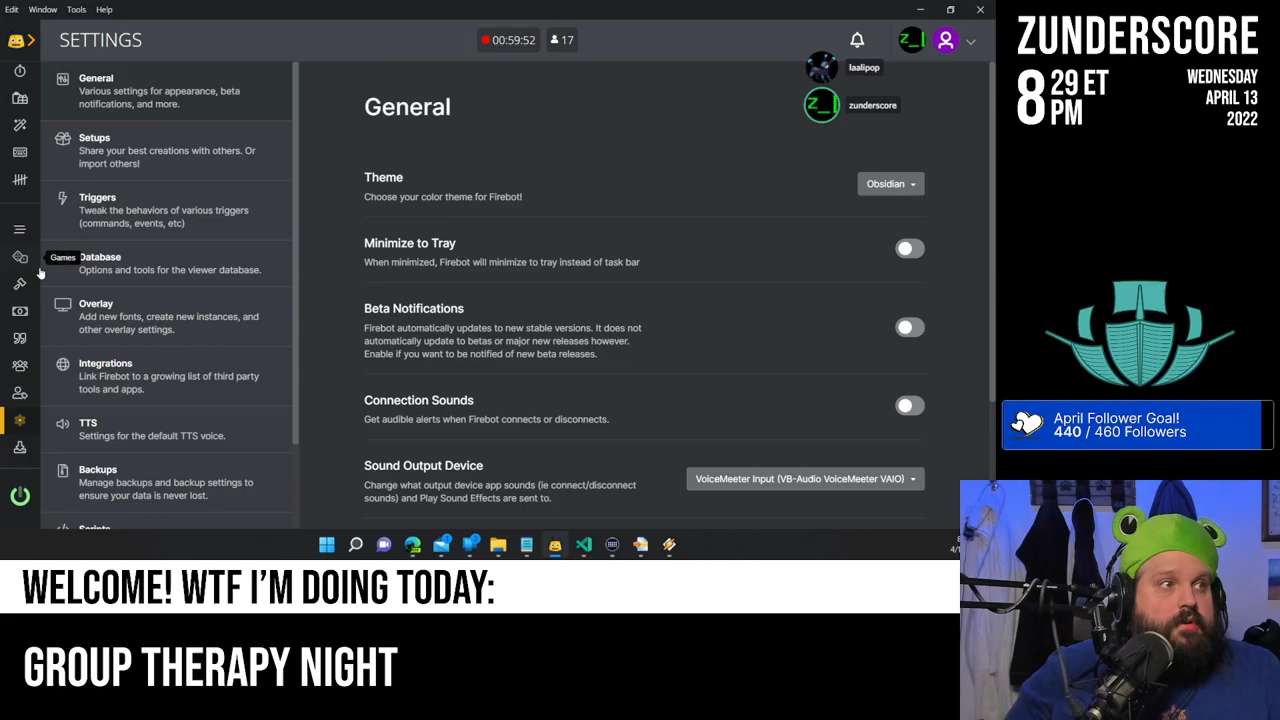 Edit Window Tools Help
SETTINGS
00:59:52
17
General
Various settings for appearance, beta
notifications, and more.
Setups
Share your best creations with others. Or
import others!
Triggers
Tweak the behaviors of various triggers
(commands, events, etc)
Games
Database
Options and tools for the viewer database.
Overlay
Add new fonts, create new instances, and
other overlay settings.
Integrations
Link Firebot to a growing list of third party
tools and apps.
TTS
Settings for the default TTS voice.
Backups
Manage backups and backup settings to
ensure your data is never lost.
Scripts
General
Theme
Choose your color theme for Firebot!
Obsidian
Minimize to Tray
When minimized, Firebot will minimize to tray instead of task bar
Beta Notifications
Firebot automatically updates to new stable versions. It does not
automatically update to betas or major new releases however.
Enable if you want to be notified of new beta releases.
Connection Sounds
Get audible alerts when Firebot connects or disconnects.
Sound Output Device
Change what output device app sounds (ie connect/disconnect
sounds) and Play Sound Effects are sent to.
VoiceMeeter Input (VB-Audio VoiceMeeter VAIO)
z_|
laalipop
z_|
zunderscore
ZUNDERSCORE
8 29 ET
PM
WEDNESDAY
APRIL 13
2022
April Follower Goal!
440 / 460 Followers
WELCOME! WTF I'M DOING TODAY:
GROUP THERAPY NIGHT